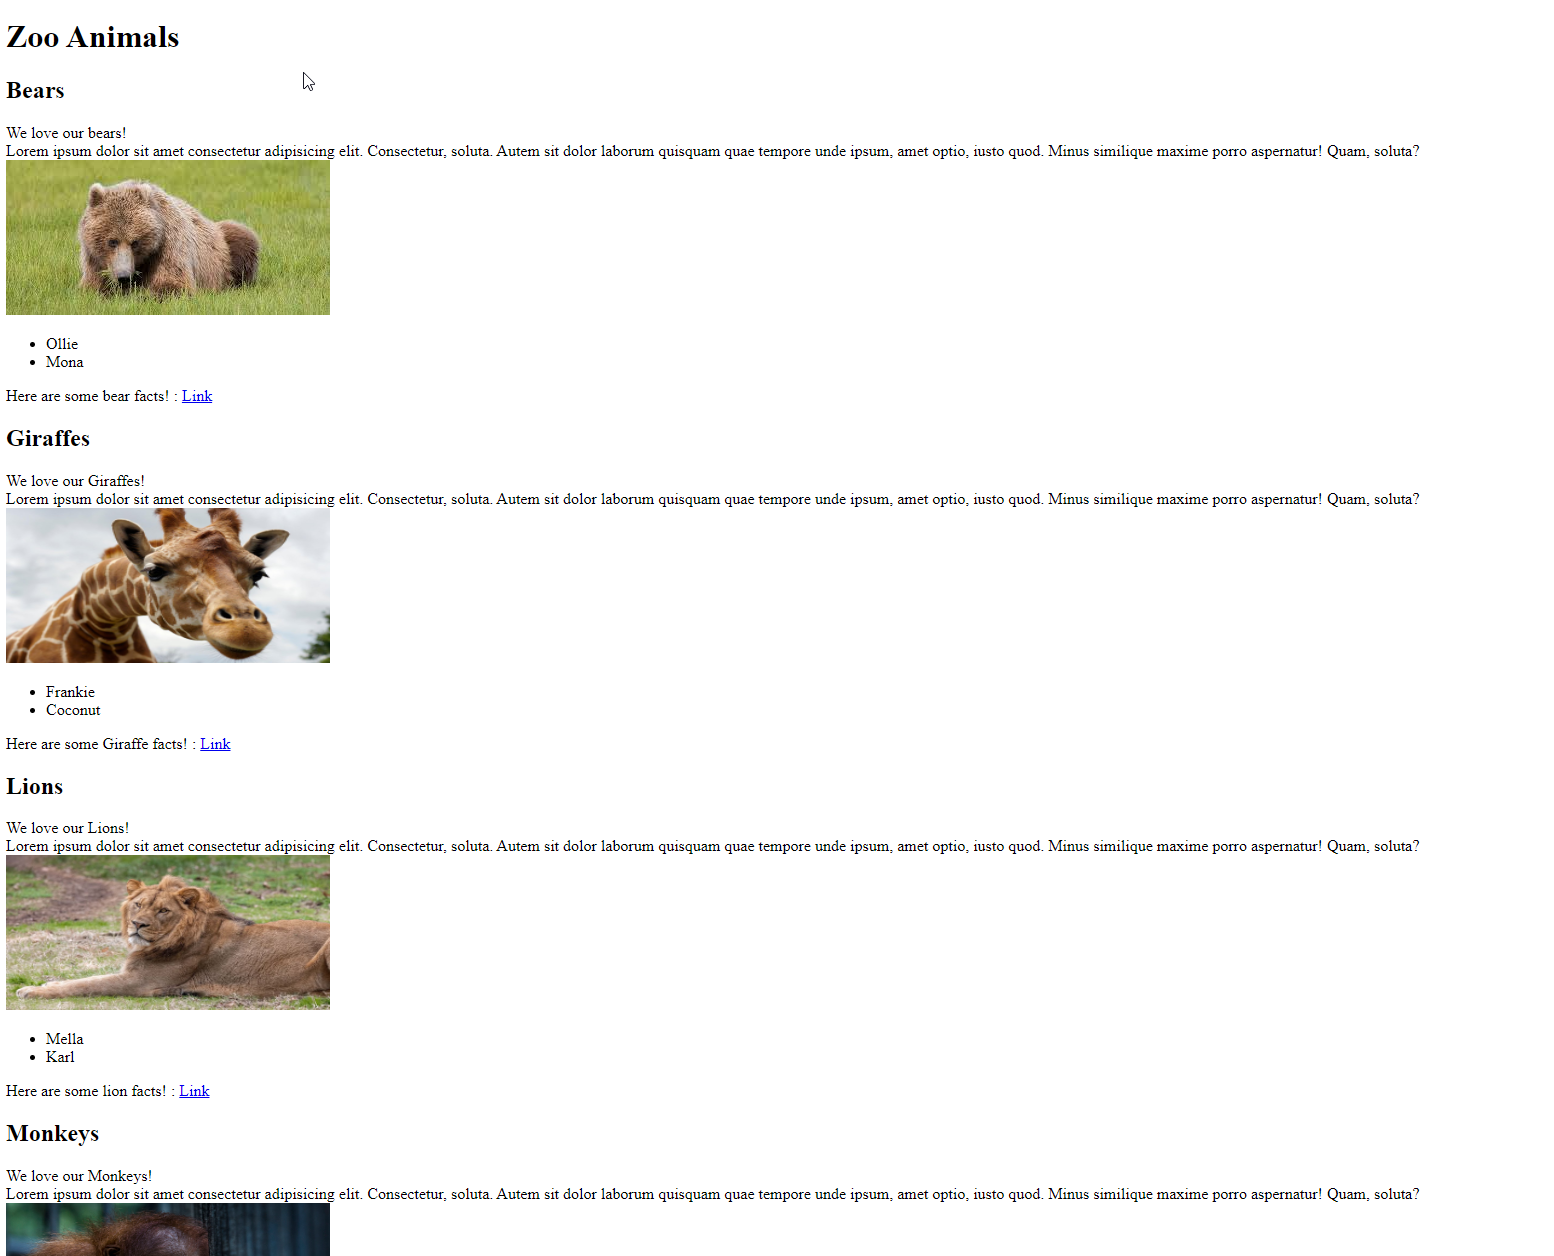 Zoo Animals
Bears
We love our bears!
Lorem ipsum dolor sit amet consectetur adipisicing elit. Consectetur, soluta. Autem sit dolor laborum quisquam quae tempore unde ipsum, amet optio, iusto quod. Minus similique maxime porro aspernatur! Quam, soluta?
Ollie
Mona
Here are some bear facts! : Link
Giraffes
We love our Giraffes!
Lorem ipsum dolor sit amet consectetur adipisicing elit. Consectetur, soluta. Autem sit dolor laborum quisquam quae tempore unde ipsum, amet optio, iusto quod. Minus similique maxime porro aspernatur! Quam, soluta?
Frankie
Coconut
Here are some Giraffe facts! : Link
Lions
We love our Lions!
Lorem ipsum dolor sit amet consectetur adipisicing elit. Consectetur, soluta. Autem sit dolor laborum quisquam quae tempore unde ipsum, amet optio, iusto quod. Minus similique maxime porro aspernatur! Quam, soluta?
Mella
Karl
Here are some lion facts! : Link
Monkeys
We love our Monkeys!
Lorem ipsum dolor sit amet consectetur adipisicing elit. Consectetur, soluta. Autem sit dolor laborum quisquam quae tempore unde ipsum, amet optio, iusto quod. Minus similique maxime porro aspernatur! Quam, soluta?